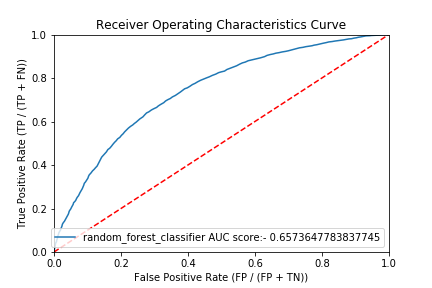 Receiver Operating Characteristics Curve
True Positive Rate (TP / (TP + FN))
1.0
0.8
0.6
0.4
0.2
0.0
random_forest_classifier AUC score:- 0.6573647783837745
0.0 0.2 0.4 0.6 0.8 1.0
False Positive Rate (FP / (FP + TN))